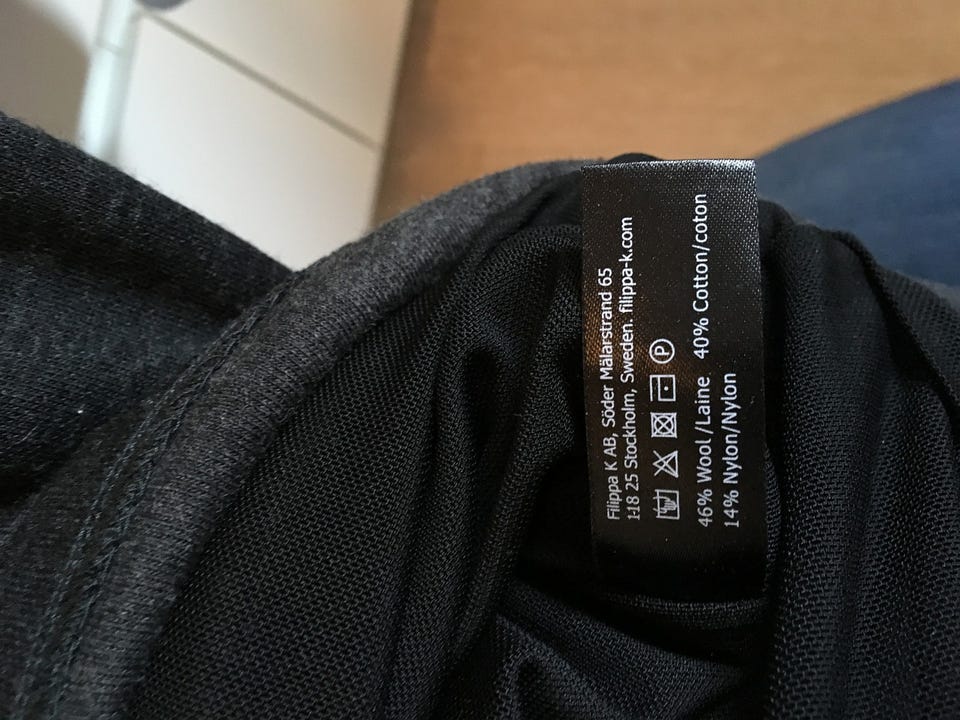 Filippa K AB, Söder Mälarstrand 65
118 25 Stockholm, Sweden. filippa-k.com
P
46% Wool/Laine 40% Cotton/coton
14% Nylon/Nylon